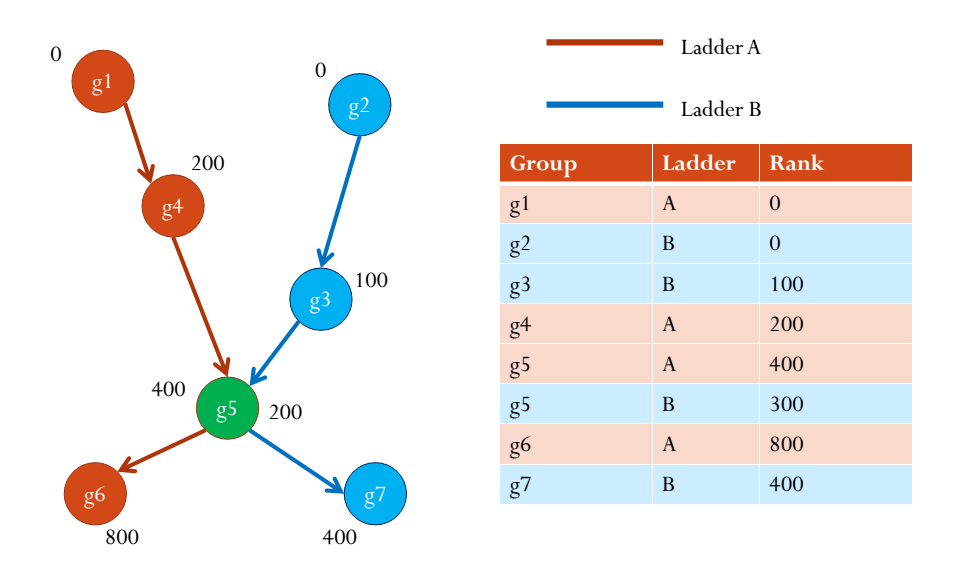 0
g1
0
g2
200
g4
g3
100
400
g5
200
g6
g7
800
400
Ladder A
Ladder B
Group Ladder Rank
g1 A 0
g2 B 0
g3 B 100
g4 A 200
g5 A 400
g5 B 300
g6 A 800
g7 B 400